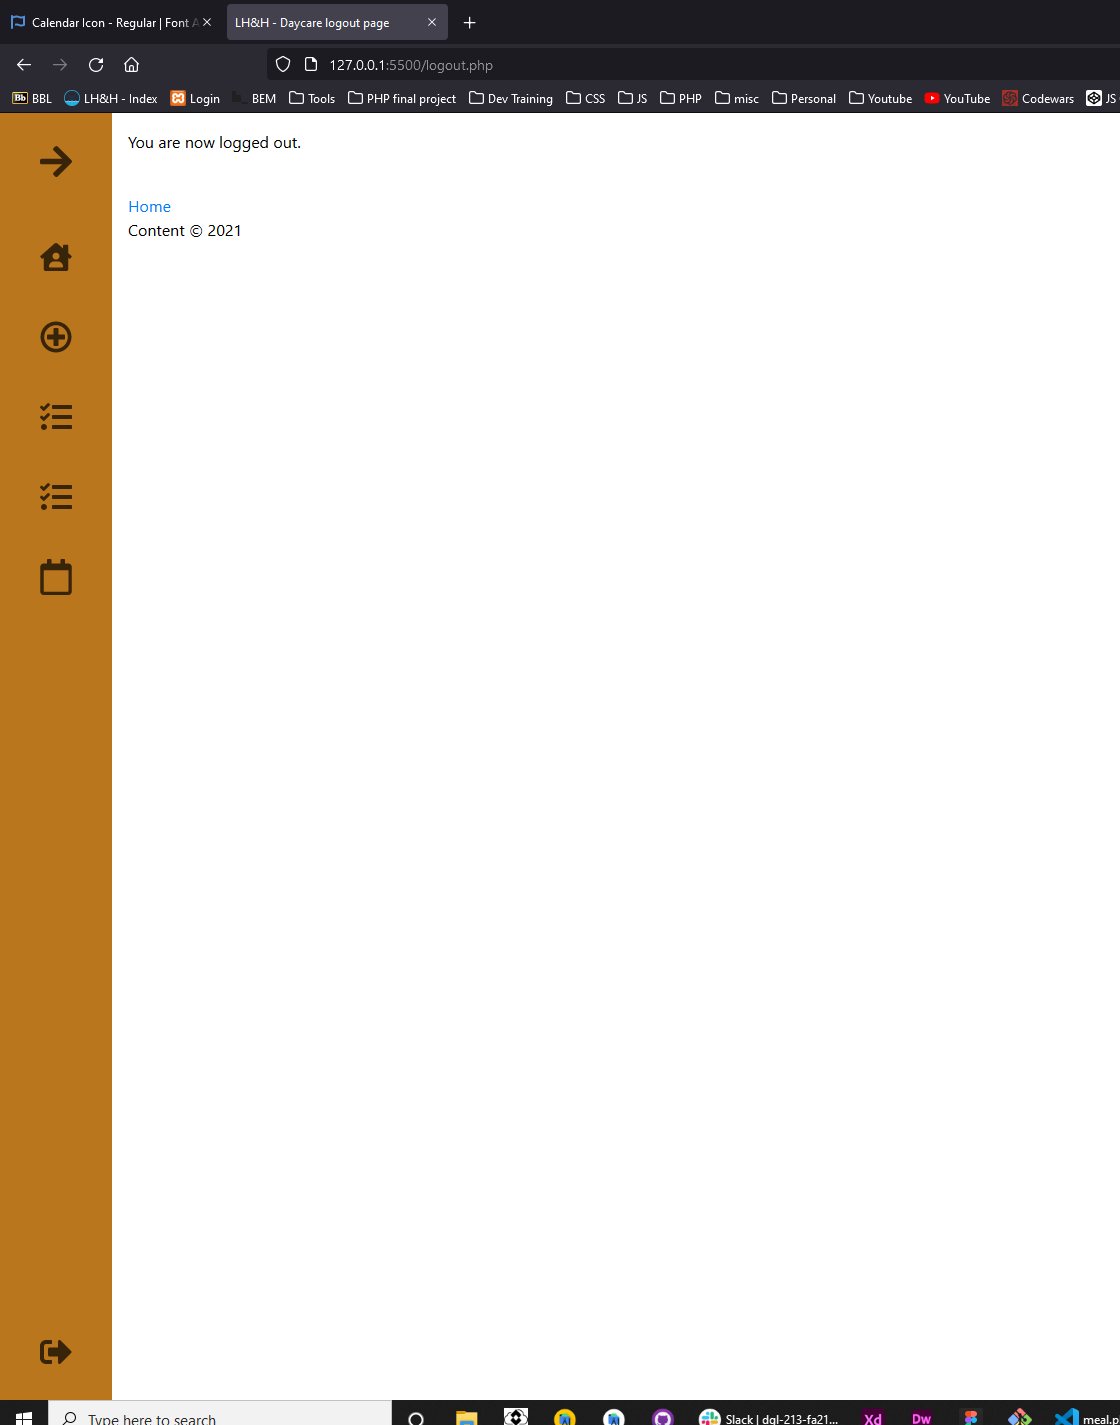 Calendar Icon - Regular | Font A
LH&H - Daycare logout page
127.0.0.1:5500/logout.php
Bb BBL LH&H - Index Login BEM Tools PHP final project Dev Training CSS JS PHP misc Personal Youtube YouTube Codewars JS
You are now logged out.
Home
Content © 2021
Type here to search
Slack | dgl-213-fa21... Xd Dw meal.p